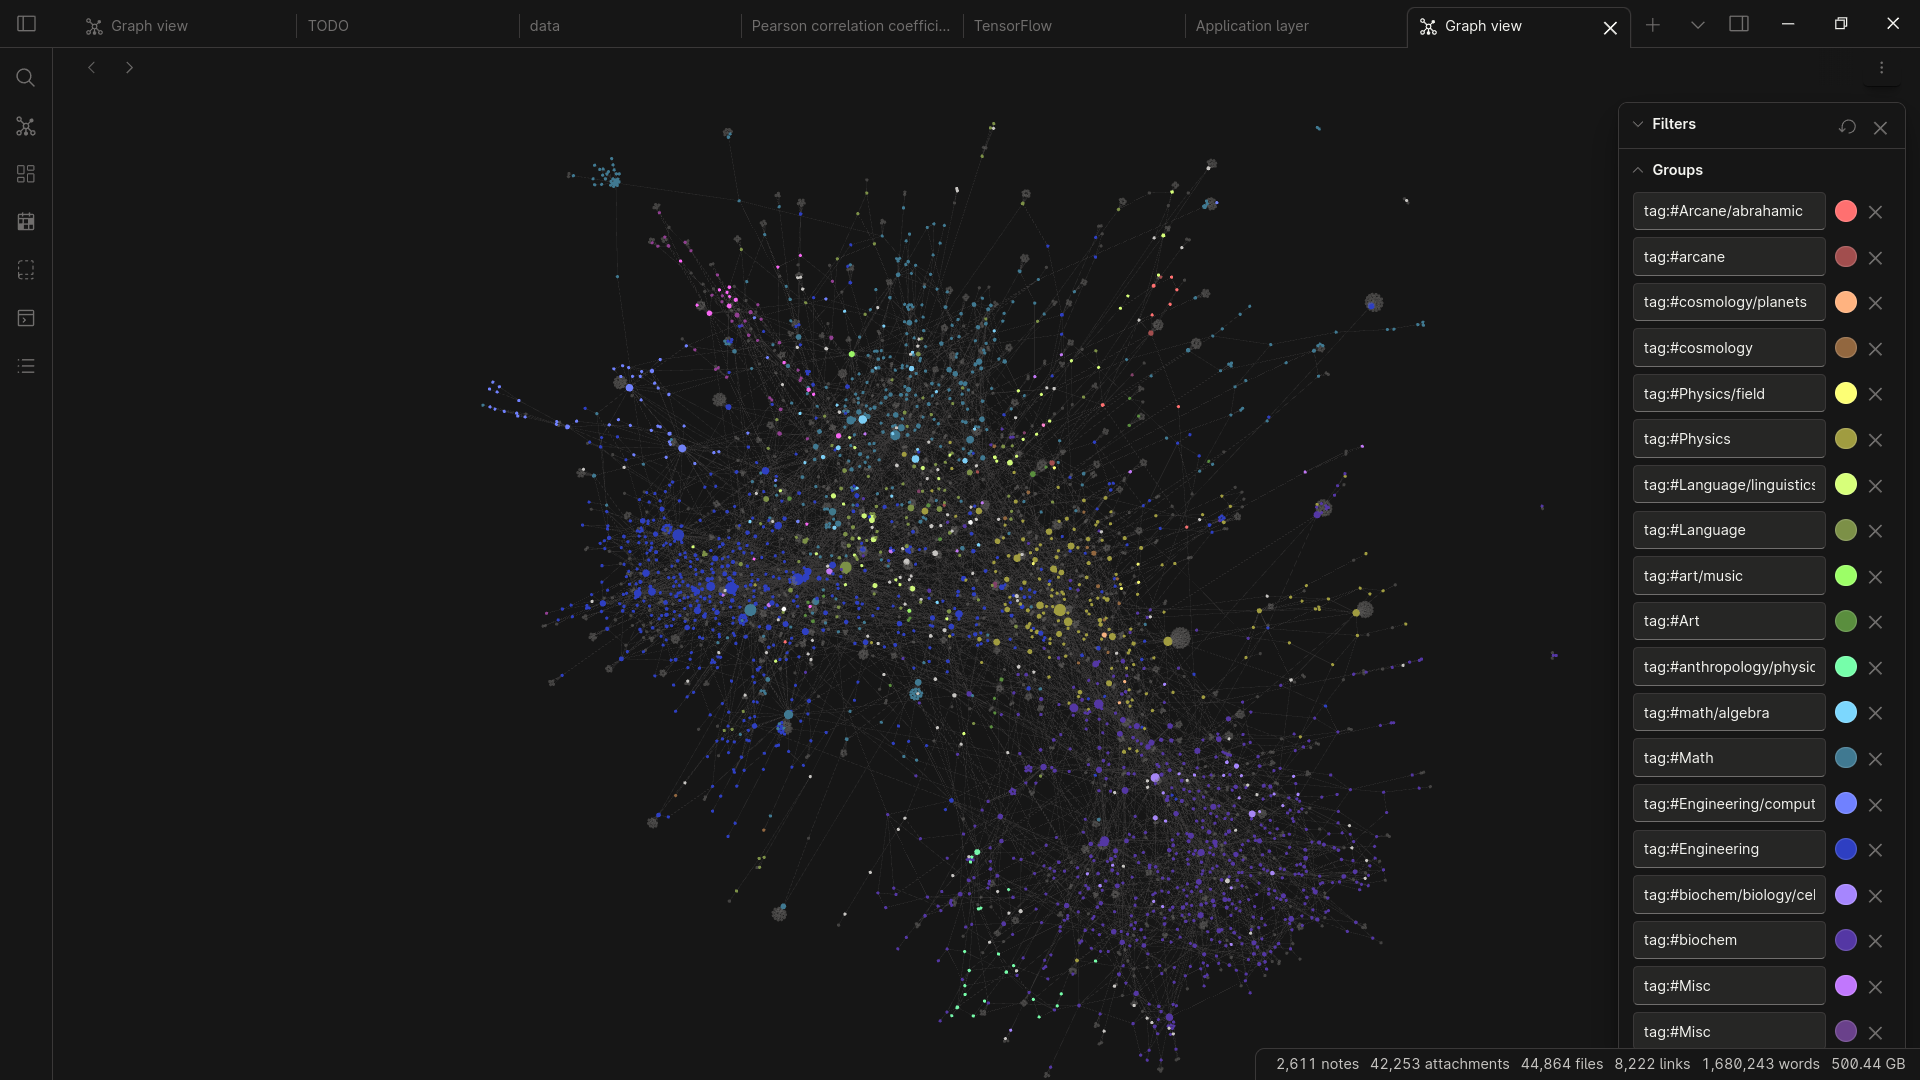 Graph view
TODO
data
Pearson correlation coeffici...
TensorFlow
Application layer
Graph view
Filters
Groups
tag:#Arcane/abrahamic
tag:#arcane
tag:#cosmology/planets
tag:#cosmology
tag:#Physics/field
tag:#Physics
tag:#Language/linguistics
tag:#Language
tag:#art/music
tag:#Art
tag:#anthropology/physic
tag:#math/algebra
tag:#Math
tag:#Engineering/comput
tag:#Engineering
tag:#biochem/biology/cel
tag:#biochem
tag:#Misc
tag:#Misc
2,611 notes 42,253 attachments 44,864 files 8,222 links 1,680,243 words 500.44 GB